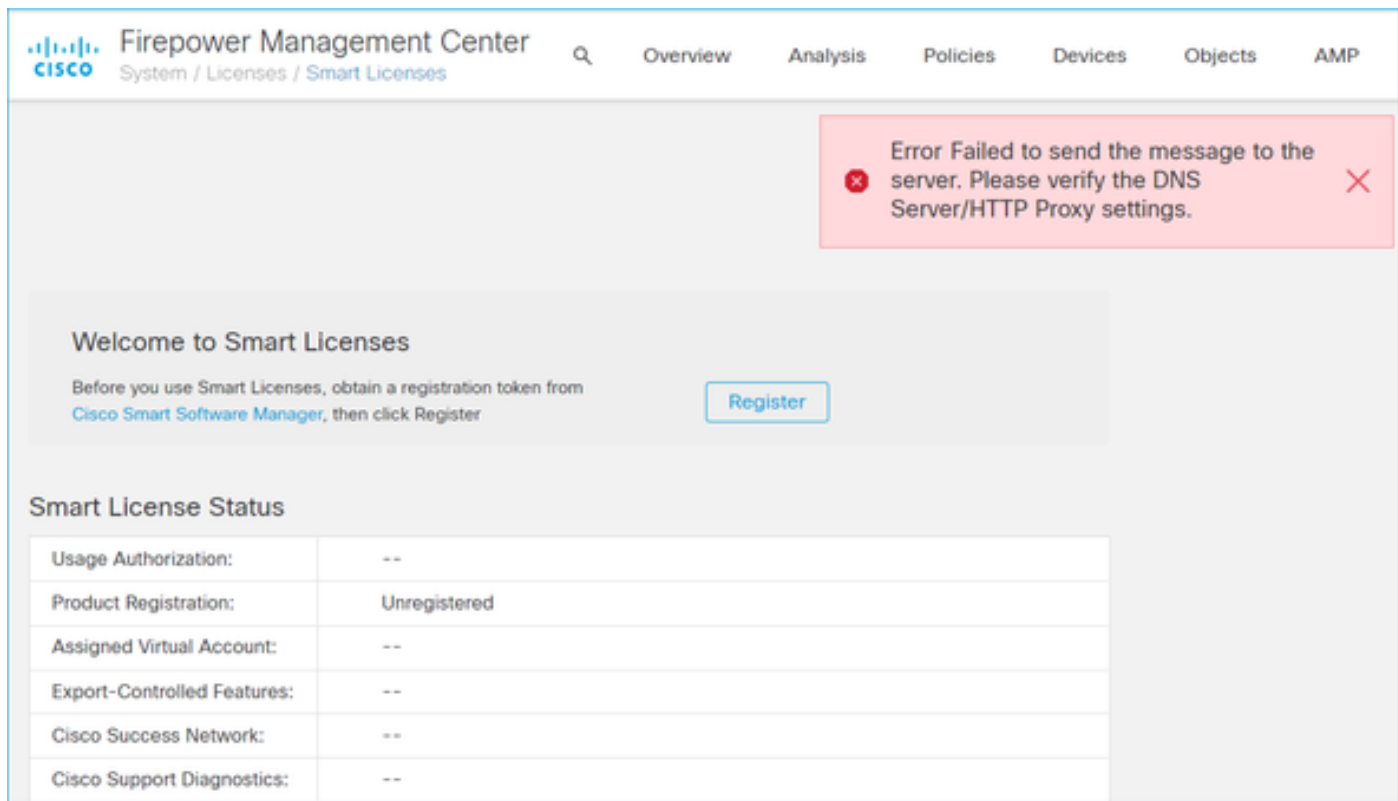 CISCO
Firepower Management Center
System / Licenses / Smart Licenses
Overview
Analysis
Policies
Devices
Objects
AMP
Error Failed to send the message to the
server. Please verify the DNS
Server/HTTP Proxy settings.
Welcome to Smart Licenses
Before you use Smart Licenses, obtain a registration token from
Cisco Smart Software Manager, then click Register
Register
Smart License Status
Usage Authorization: --
Product Registration: Unregistered
Assigned Virtual Account: --
Export-Controlled Features: --
Cisco Success Network: --
Cisco Support Diagnostics: --